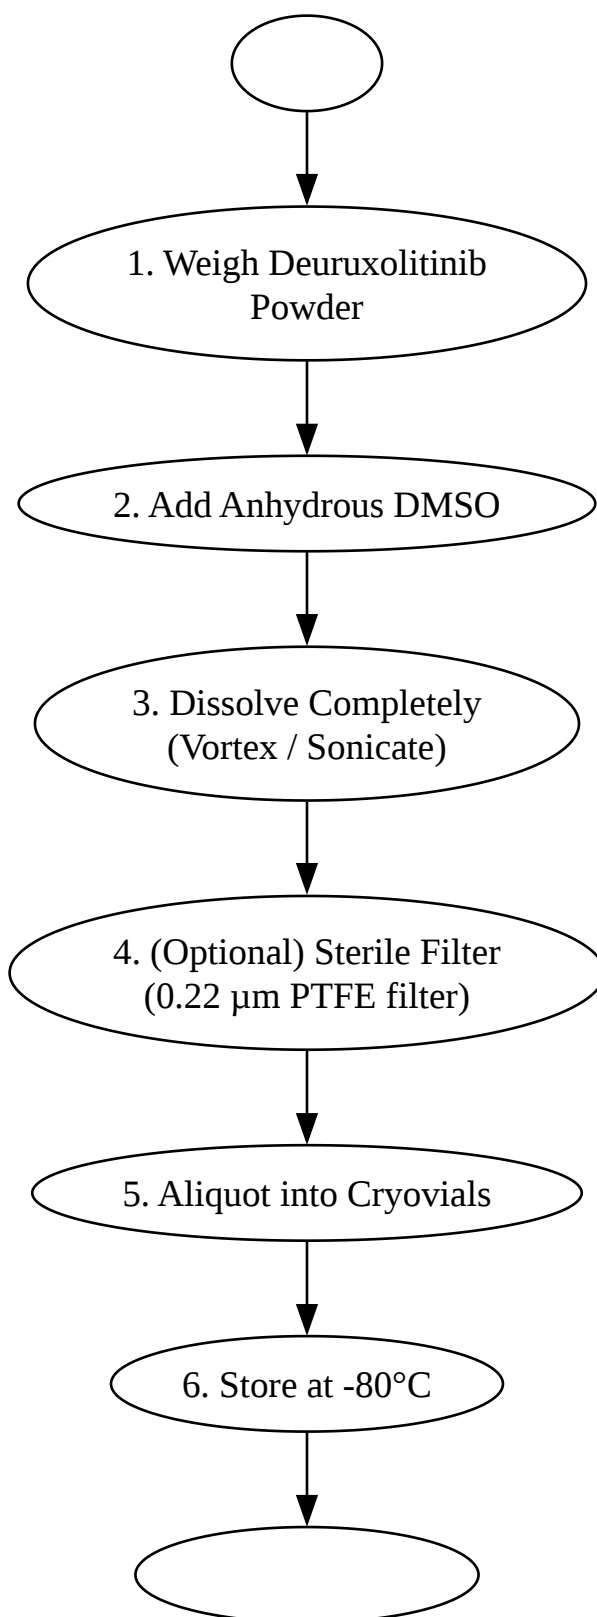 1. Weigh Deuruxolitinib
Powder
2. Add Anhydrous DMSO
3. Dissolve Completely
(Vortex / Sonicate)
4. (Optional) Sterile Filter
(0.22 µm PTFE filter)
5. Aliquot into Cryovials
6. Store at -80°C